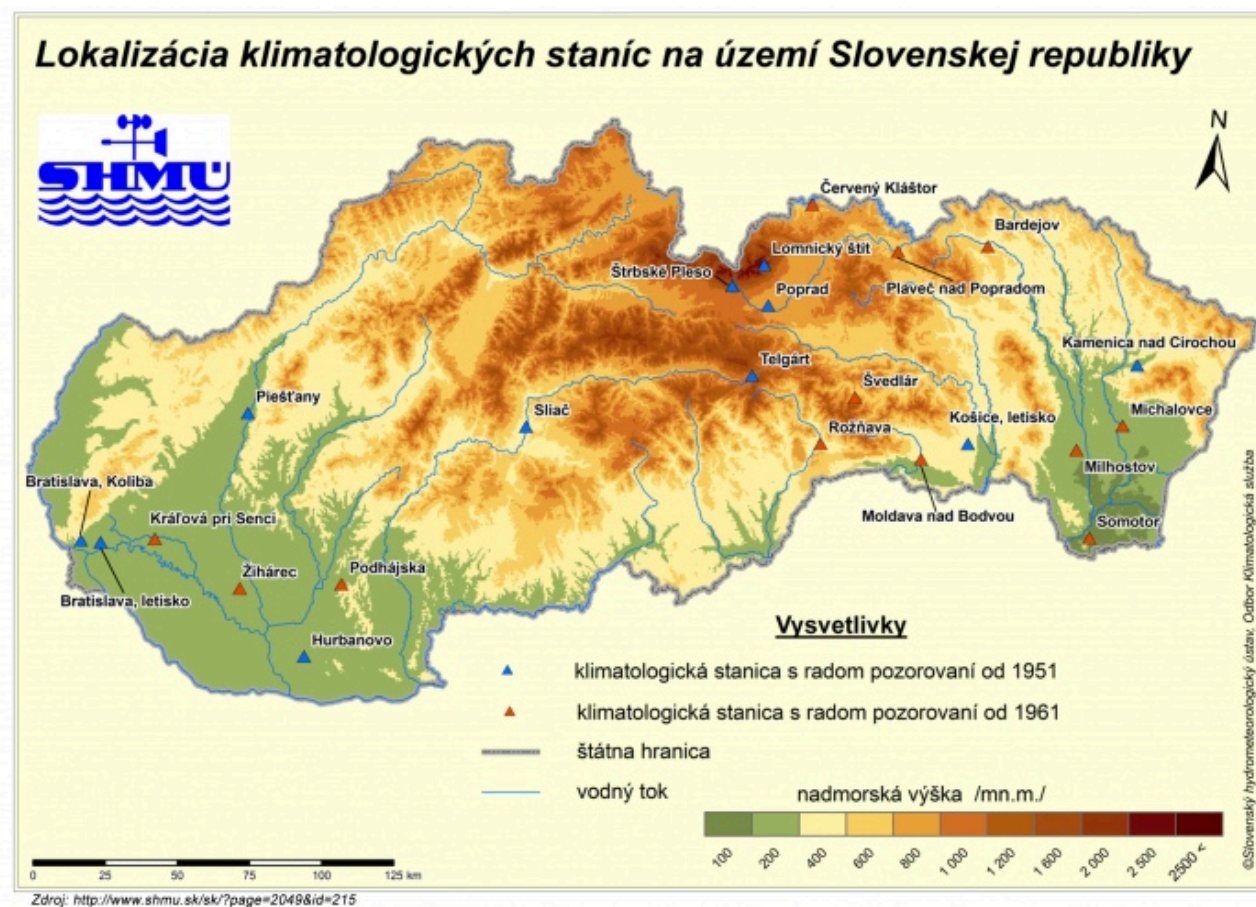 Lokalizácia klimatologických staníc na území Slovenskej republiky
SHMÚ
N
Červený Kláštor
Bardejov
Lomnický štít
Štrbské Pleso
Poprad
Plaveč nad Popradom
Kamenica nad Cirochou
Telgárt
Švedlár
Piešťany
Sliač
Košice, letisko
Michalovce
Rožňava
Bratislava, Koliba
Milhostov
Kráľová pri Senci
Moldava nad Bodvou
Somotor
Žihárec
Podhájska
Bratislava, letisko
Hurbanovo
Vysvetlivky
klimatologická stanica s radom pozorovaní od 1951
klimatologická stanica s radom pozorovaní od 1961
štátna hranica
vodný tok
nadmorská výška /mn.m./
100 200 400 600 800 1 000 1 200 1 600 2 000 2 500 2500 <
0 25 50 75 100 125 km
©Slovenský hydrometeorologický ústav, Odbor Klimatologická služba
Zdroj: http://www.shmu.sk/sk/?page=2049&id=215